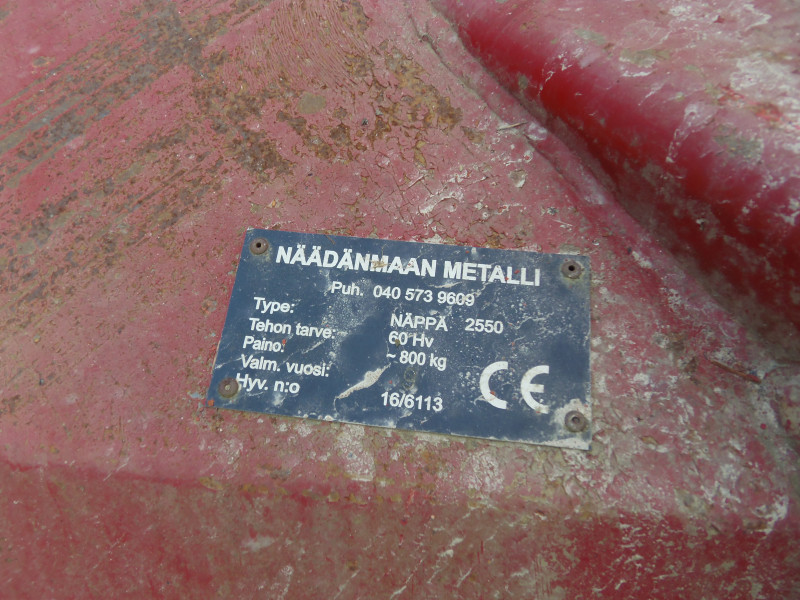 NÄÄDÄNMAAN METALLI
Puh. 040 573 9609
Type: NÄPPÄ 2550
Tehon tarve: 60 Hv
Paino: ~ 800 kg
Valm. vuosi:
Hyv. n:o 16/6113
CE